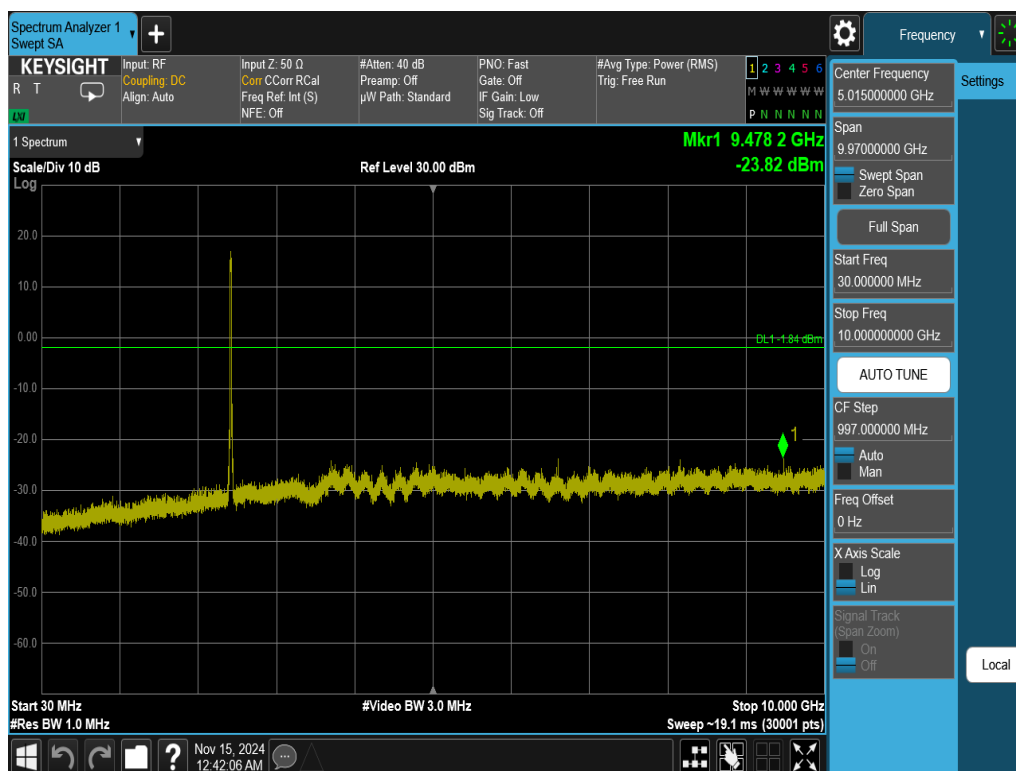 Spectrum Analyzer 1
Swept SA
Frequency
KEYSIGHT
R T
LXI
Input: RF
Coupling: DC
Align: Auto
Input Z: 50 Ω
Corr CCorr RCal
Freq Ref: Int (S)
NFE: Off
#Atten: 40 dB
Preamp: Off
µW Path: Standard
PNO: Fast
Gate: Off
IF Gain: Low
Sig Track: Off
#Avg Type: Power (RMS)
Trig: Free Run
1 2 3 4 5 6
M W W W W W
P N N N N N
1 Spectrum
Mkr1 9.478 2 GHz
Scale/Div 10 dB
Ref Level 30.00 dBm
-23.82 dBm
Log
20.0
10.0
0.00
DL1 -1.84 dBm
-10.0
-20.0
1
-30.0
-40.0
-50.0
-60.0
Start 30 MHz
#Video BW 3.0 MHz
Stop 10.000 GHz
#Res BW 1.0 MHz
Sweep ~19.1 ms (30001 pts)
Nov 15, 2024
12:42:06 AM
Center Frequency
5.015000000 GHz
Settings
Span
9.97000000 GHz
Swept Span
Zero Span
Full Span
Start Freq
30.000000 MHz
Stop Freq
10.000000000 GHz
AUTO TUNE
CF Step
997.000000 MHz
Auto
Man
Freq Offset
0 Hz
X Axis Scale
Log
Lin
Signal Track
(Span Zoom)
On
Off
Local